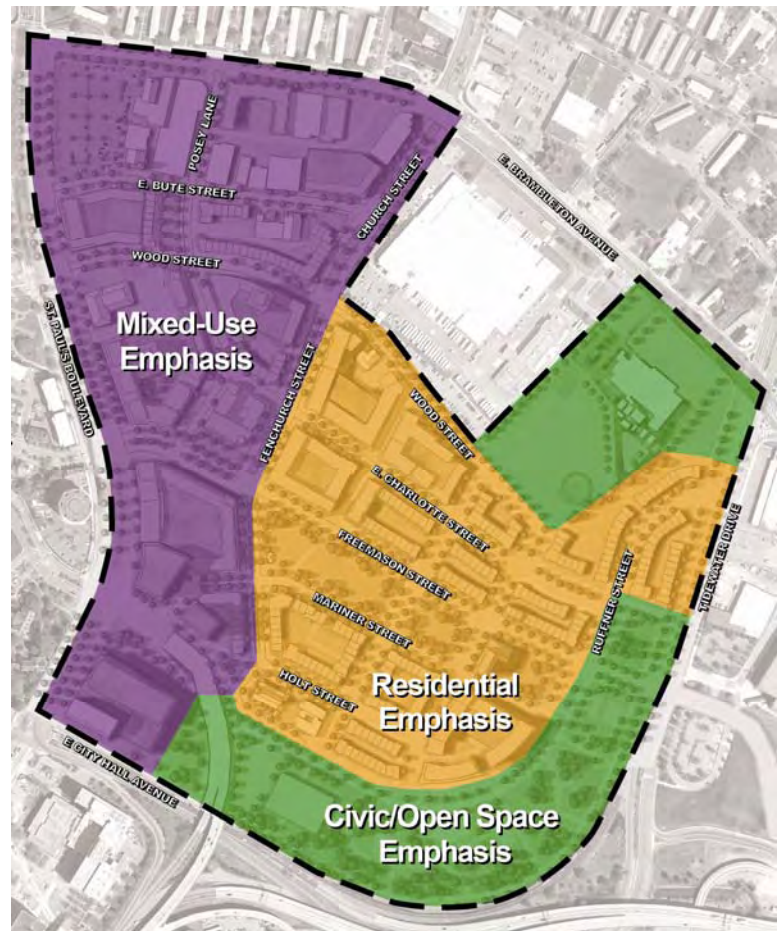 POSEY LANE
E. BUTE STREET
CHURCH STREET
E. BRAMBLETON AVENUE
WOOD STREET
ST. PAULS BOULEVARD
Mixed-Use
Emphasis
FENCHURCH STREET
WOOD STREET
E. CHARLOTTE STREET
FREEMASON STREET
TIDEWATER DRIVE
RUFFNER STREET
MARINER STREET
HOLT STREET
Residential
Emphasis
E CITY HALL AVENUE
Civic/Open Space
Emphasis